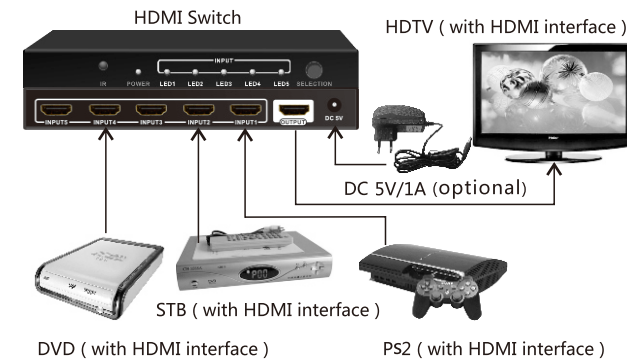 HDMI Switch
HDTV ( with HDMI interface )
INPUT
IR POWER LED1 LED2 LED3 LED4 LED5 SELECTION
INPUT5 INPUT4 INPUT3 INPUT2 INPUT1 OUTPUT DC 5V
DC 5V/1A (optional)
P00
STB ( with HDMI interface )
DVD ( with HDMI interface )
Ps2 ( with HDMI interface )